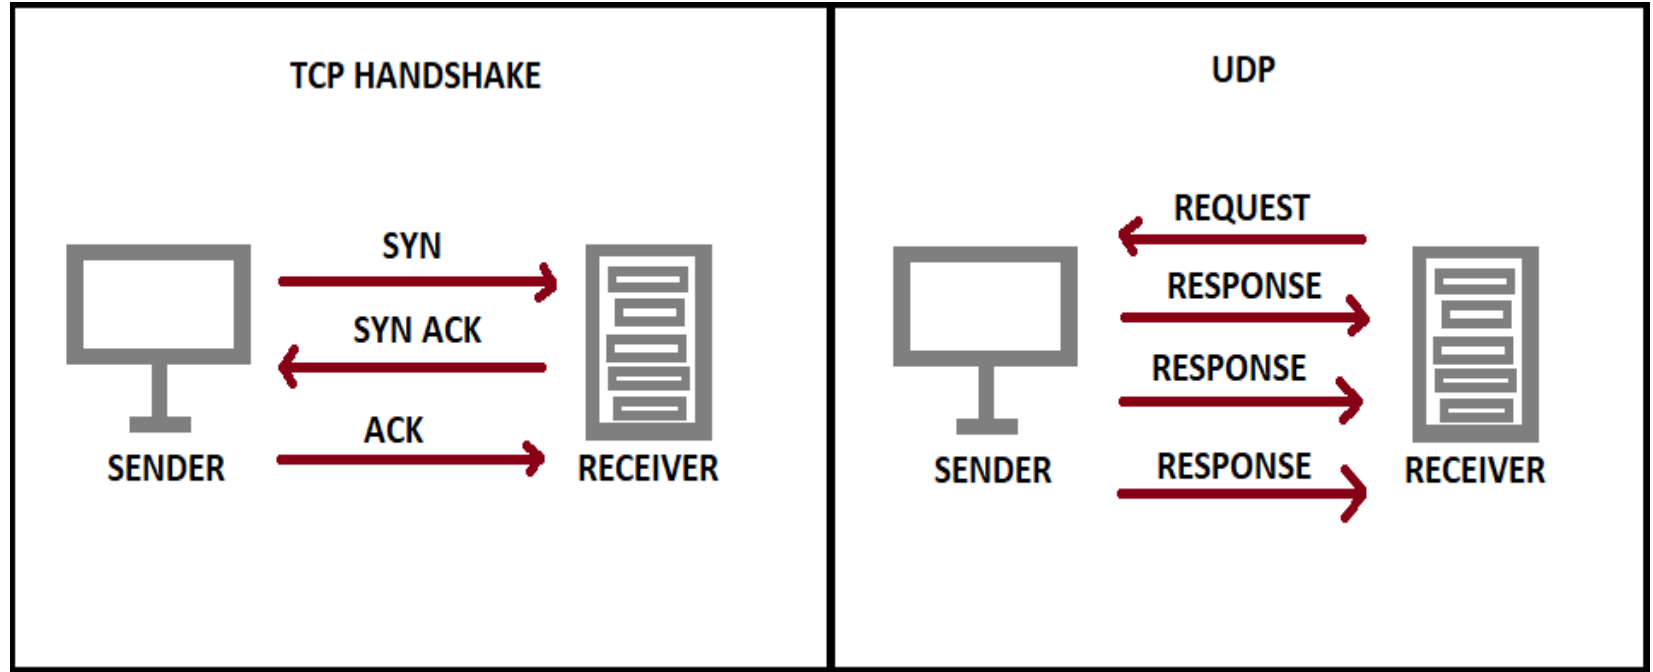 TCP HANDSHAKE
SYN
SYN ACK
ACK
SENDER
RECEIVER
UDP
REQUEST
RESPONSE
RESPONSE
RESPONSE
SENDER
RECEIVER